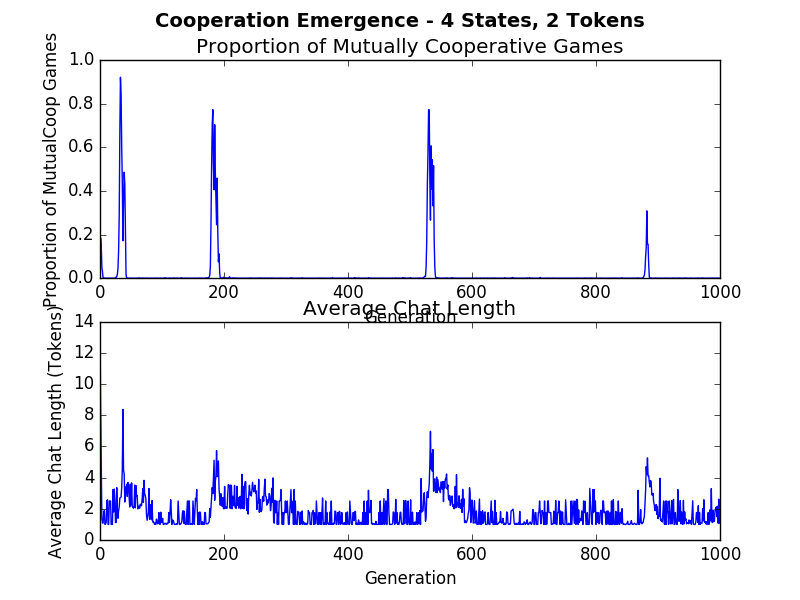 Cooperation Emergence - 4 States, 2 Tokens
Proportion of Mutually Cooperative Games
Proportion of MutualCoop Games
1.0
0.8
0.6
0.4
0.2
0.0
0 200 400 600 800 1000
Generation
Average Chat Length
Average Chat Length (Tokens)
14
12
10
8
6
4
2
0
0 200 400 600 800 1000
Generation